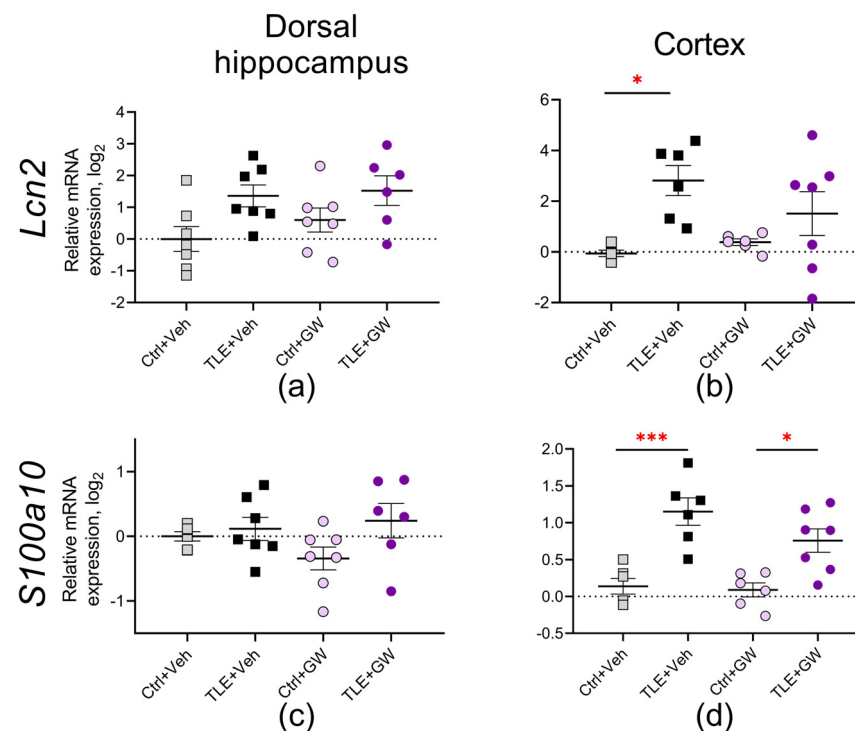 Dorsal
hippocampus
Cortex
Lcn2
Relative mRNA
expression, log2
4
3
2
1
0
-1
-2
Ctrl+Veh
TLE+Veh
Ctrl+GW
TLE+GW
(a)
*
6
4
2
0
-2
Ctrl+Veh
TLE+Veh
Ctrl+GW
TLE+GW
(b)
S100a10
Relative mRNA
expression, log2
1
0
-1
Ctrl+Veh
TLE+Veh
Ctrl+GW
TLE+GW
(c)
***
*
2.0
1.5
1.0
0.5
0.0
-0.5
Ctrl+Veh
TLE+Veh
Ctrl+GW
TLE+GW
(d)